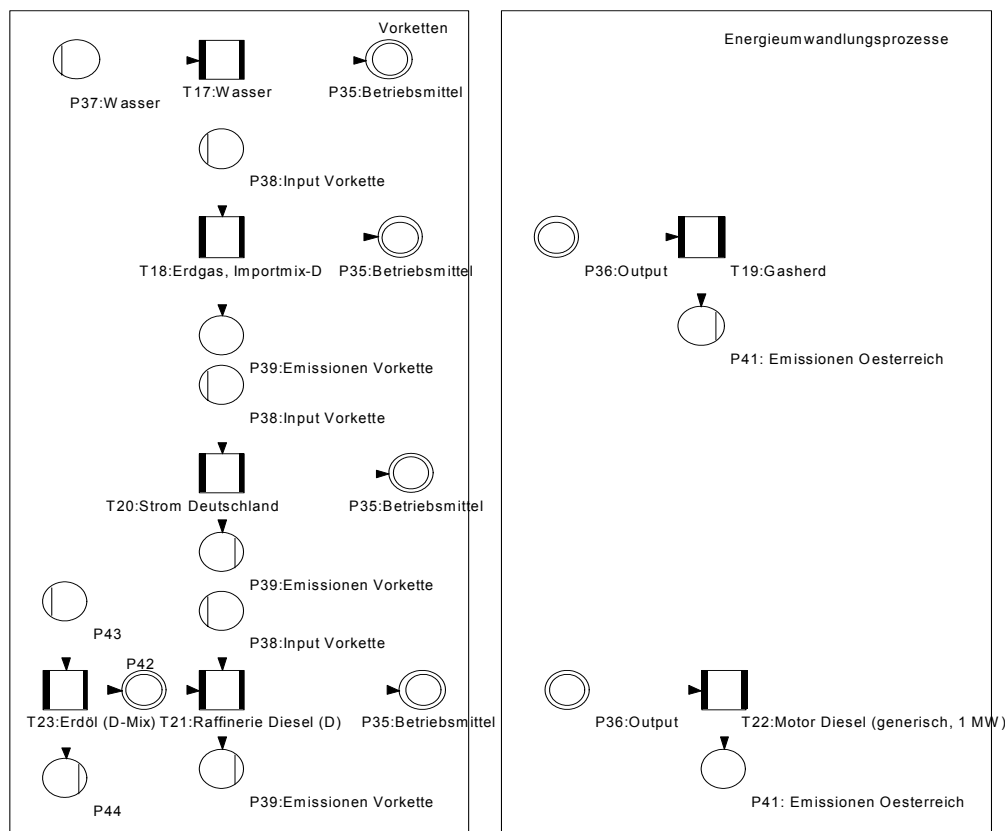 Vorketten
P37:Wasser
T17:Wasser
P35:Betriebsmittel
P38:Input Vorkette
T18:Erdgas, Importmix-D
P35:Betriebsmittel
P39:Emissionen Vorkette
P38:Input Vorkette
T20:Strom Deutschland
P35:Betriebsmittel
P39:Emissionen Vorkette
P43
P38:Input Vorkette
P42
T23:Erdöl (D-Mix)
T21:Raffinerie Diesel (D)
P35:Betriebsmittel
P44
P39:Emissionen Vorkette
Energieumwandlungsprozesse
P36:Output
T19:Gasherd
P41: Emissionen Oesterreich
P36:Output
T22:Motor Diesel (generisch, 1 MW)
P41: Emissionen Oesterreich